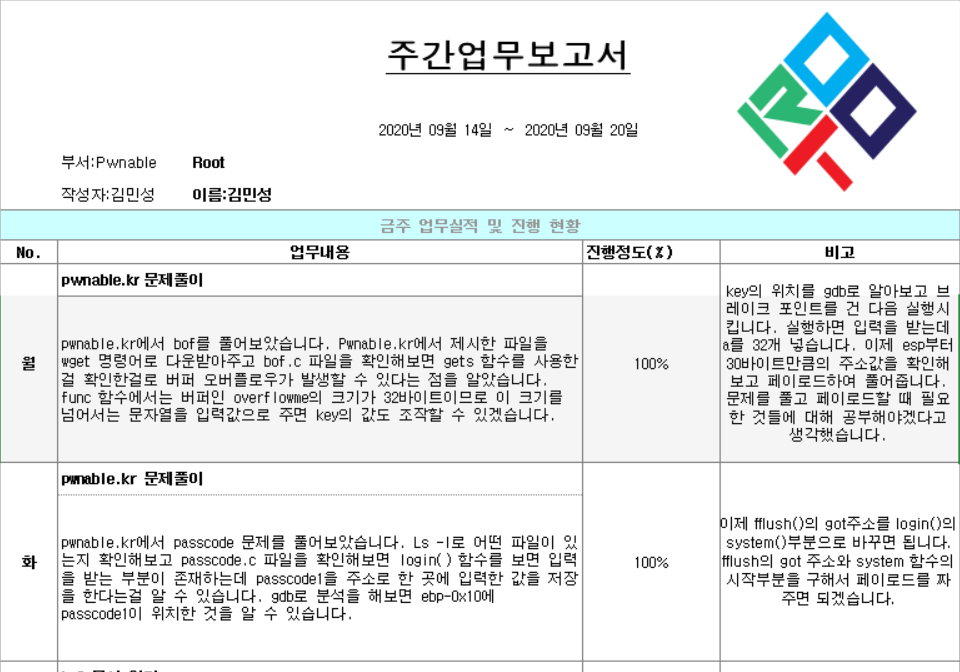 주간업무보고서
2020년 09월 14일 ~ 2020년 09월 20일
부서:Pwnable Root
작성자:김민성 이름:김민성
금주 업무실적 및 진행 현황
No. 업무내용 진행정도(%) 비고
월
pwnable.kr 문제풀이
pwnable.kr에서 bof를 풀어보았습니다. Pwnable.kr에서 제시한 파일을
wget 명령어로 다운받아주고 bof.c 파일을 확인해보면 gets 함수를 사용한
걸 확인한걸로 버퍼 오버플로우가 발생할 수 있다는 점을 알았습니다.
func 함수에서는 버퍼인 overflowme의 크기가 32바이트이므로 이 크기를
넘어서는 문자열을 입력값으로 주면 key의 값도 조작할 수 있겠습니다.
100%
key의 위치를 gdb로 알아보고 브
레이크 포인트를 건 다음 실행시
킵니다. 실행하면 입력을 받는데
a를 32개 넣습니다. 이제 esp부터
30바이트만큼의 주소값을 확인해
보고 페이로드하여 풀어줍니다.
문제를 풀고 페이로드할 때 필요
한 것들에 대해 공부해야겠다고
생각했습니다.
화
pwnable.kr 문제풀이
pwnable.kr에서 passcode 문제를 풀어보았습니다. Ls -l로 어떤 파일이 있
는지 확인해보고 passcode.c 파일을 확인해보면 login() 함수를 보면 입력
을 받는 부분이 존재하는데 passcode1을 주소로 한 곳에 입력한 값을 저장
을 한다는걸 알 수 있습니다. gdb로 분석을 해보면 ebp-0x10에
passcode1이 위치한 것을 알 수 있습니다.
100%
이제 fflush()의 got주소를 login()의
system()부분으로 바꾸면 됩니다.
fflush의 got 주소와 system 함수의
시작부분을 구해서 페이로드를 짜
주면 되겠습니다.